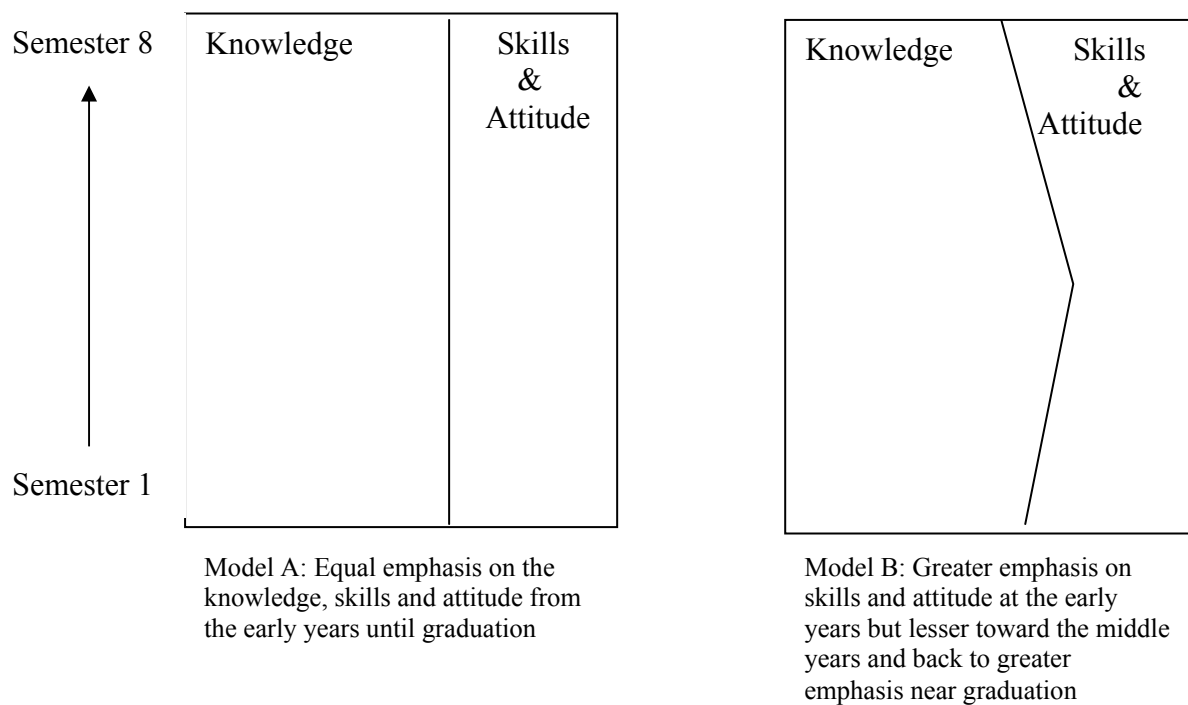 Semester 8
Knowledge
Skills
&
Attitude
Semester 1
Model A: Equal emphasis on the
knowledge, skills and attitude from
the early years until graduation
Knowledge
Skills
&
Attitude
Model B: Greater emphasis on
skills and attitude at the early
years but lesser toward the middle
years and back to greater
emphasis near graduation